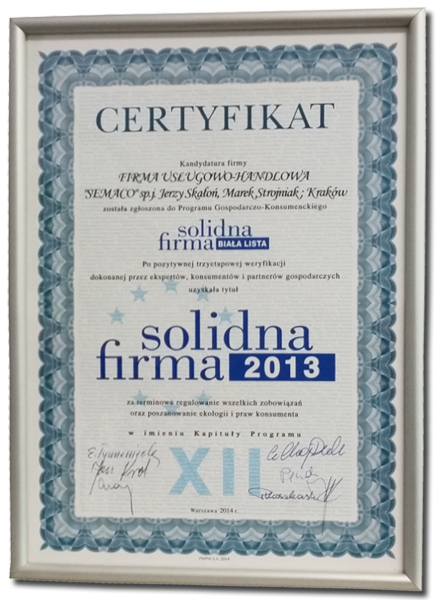 CERTYFIKAT
Kandydatura firmy
FIRMA USŁUGOWO-HANDLOWA
"SEMACO" sp.j. Jerzy Skałoń, Marek Strojniak ; Kraków
została zgłoszona do Programu Gospodarczo-Konsumenckiego
solidna
firma BIAŁA LISTA
Po pozytywnej trzyetapowej weryfikacji
dokonanej przez ekspertów, konsumentów i partnerów gospodarczych
uzyskała tytuł
solidna
firma 2013
za terminowe regulowanie wszelkich zobowiązań
oraz poszanowanie ekologii i praw konsumenta
w imieniu Kapituły Programu
XII
Warszawa 2014 r.